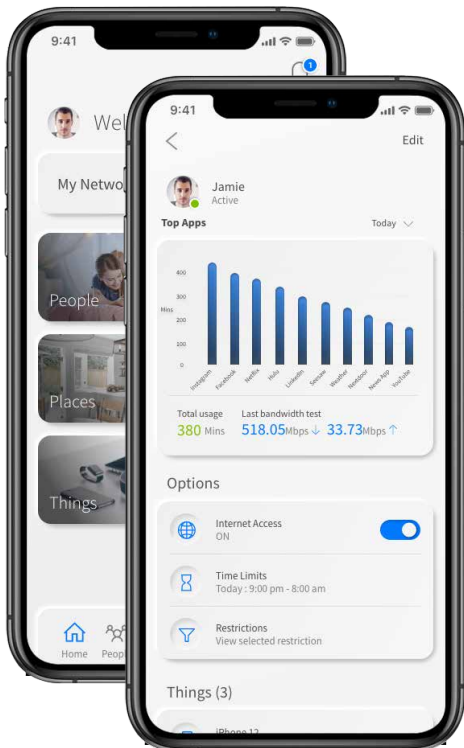 9:41
1
Wel
My Netwo
People
Places
Things
Home Peop
9:41
Edit
Jamie
Active
Top Apps Today
400
300
Mins
200
100
0
Instagram Facebook Netflix Hulu LinkedIn Seesaw Weather Nextdoor News App YouTube
Total usage Last bandwidth test
380 Mins 518.05Mbps ↓ 33.73Mbps ↑
Options
Internet Access
ON
Time Limits
Today : 9:00 pm - 8:00 am
Restrictions
View selected restriction
Things (3)
iPhone 12